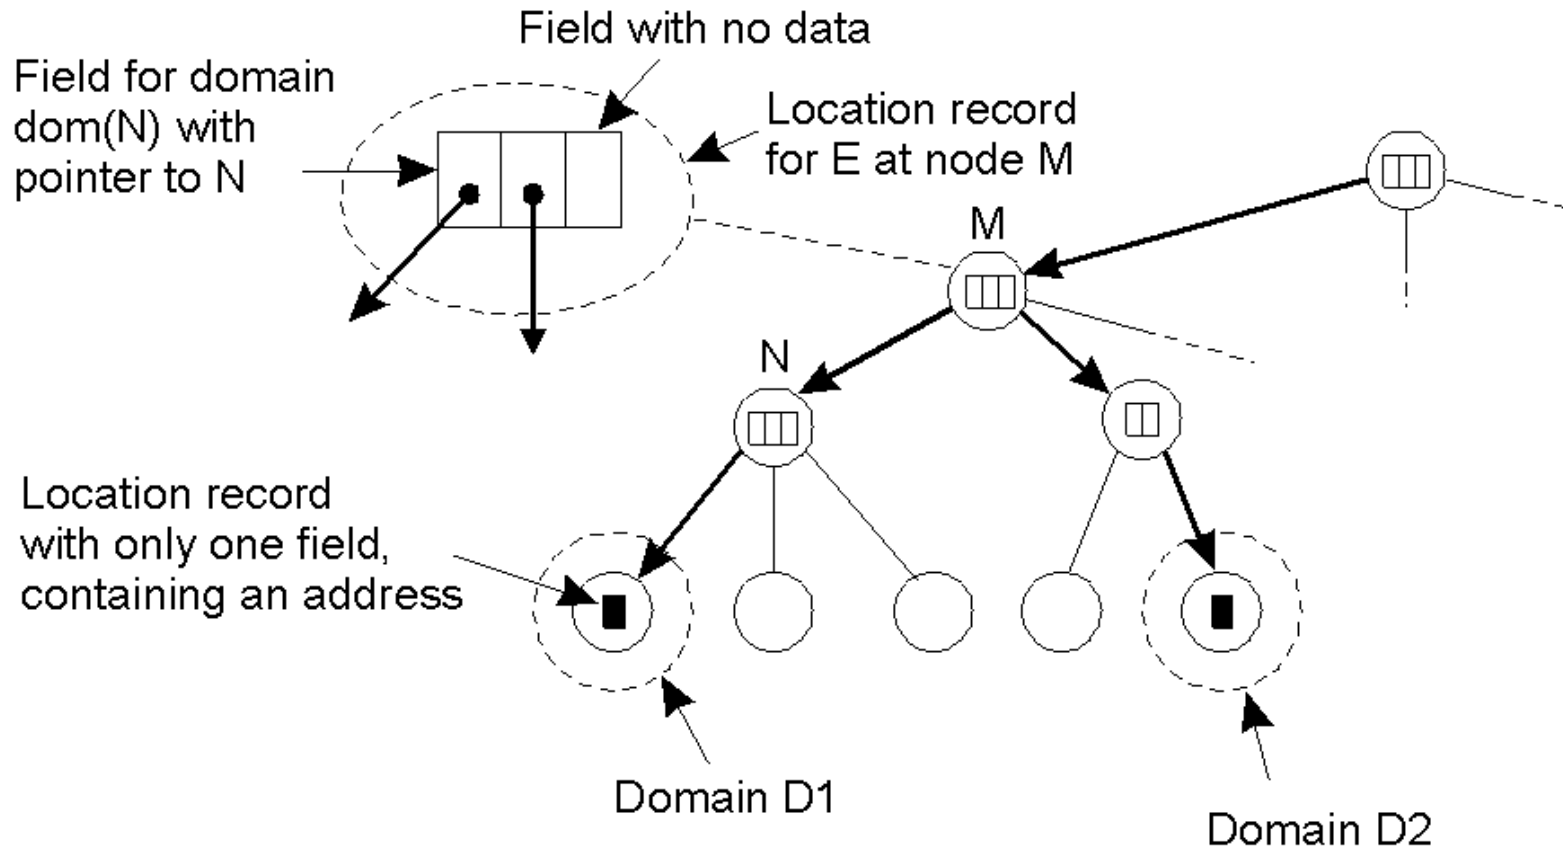 Field with no data
Field for domain
dom(N) with
pointer to N
Location record
for E at node M
M
N
Location record
with only one field,
containing an address
Domain D1
Domain D2